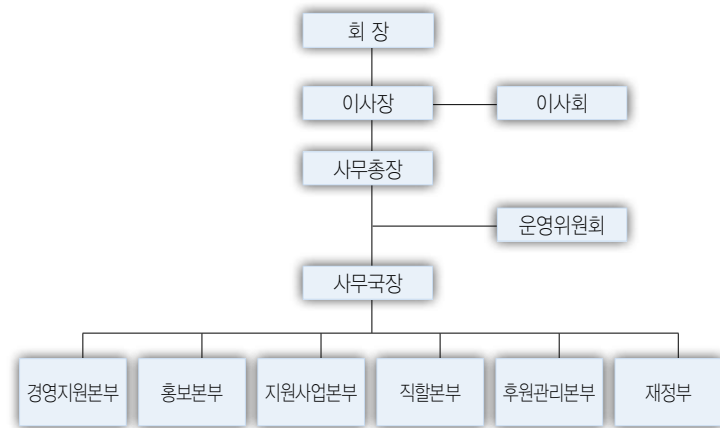 회 장
이사장
이사회
사무총장
운영위원회
사무국장
경영지원본부
홍보본부
지원사업본부
직할본부
후원관리본부
재정부